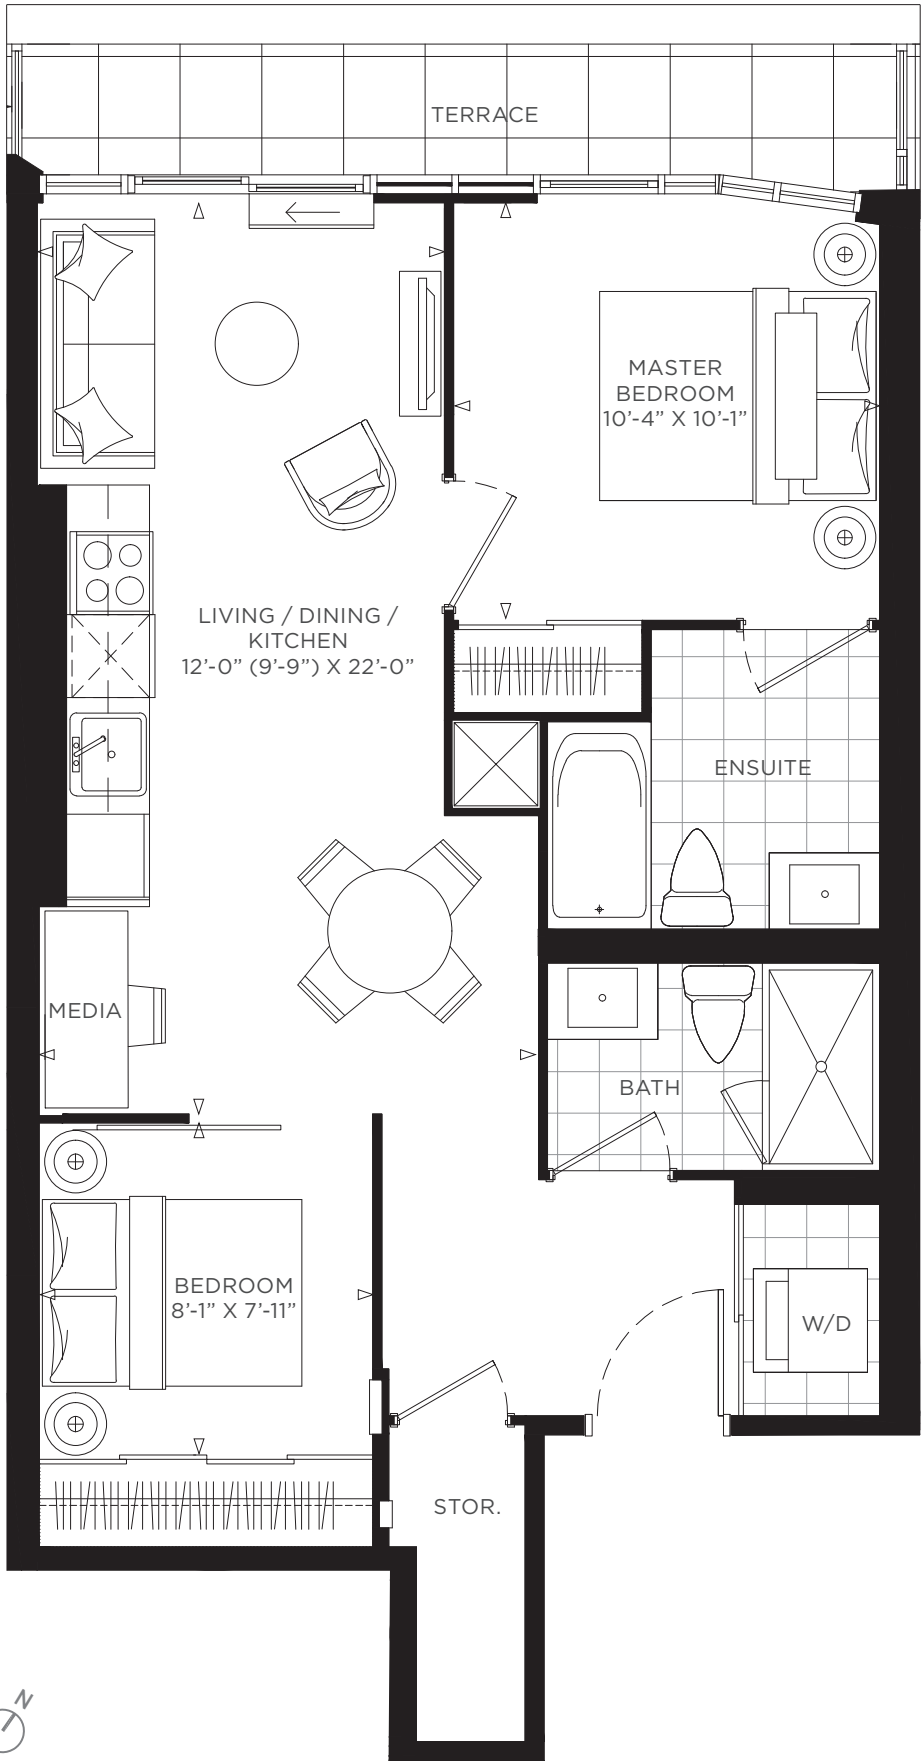 TERRACE
MASTER
BEDROOM
10’-4” X 10’-1”
LIVING / DINING /
KITCHEN
12’-0” (9’-9”) X 22’-0”
ENSUITE
MEDIA
BATH
BEDROOM
8’-1” X 7’-11”
W/D
STOR.
N